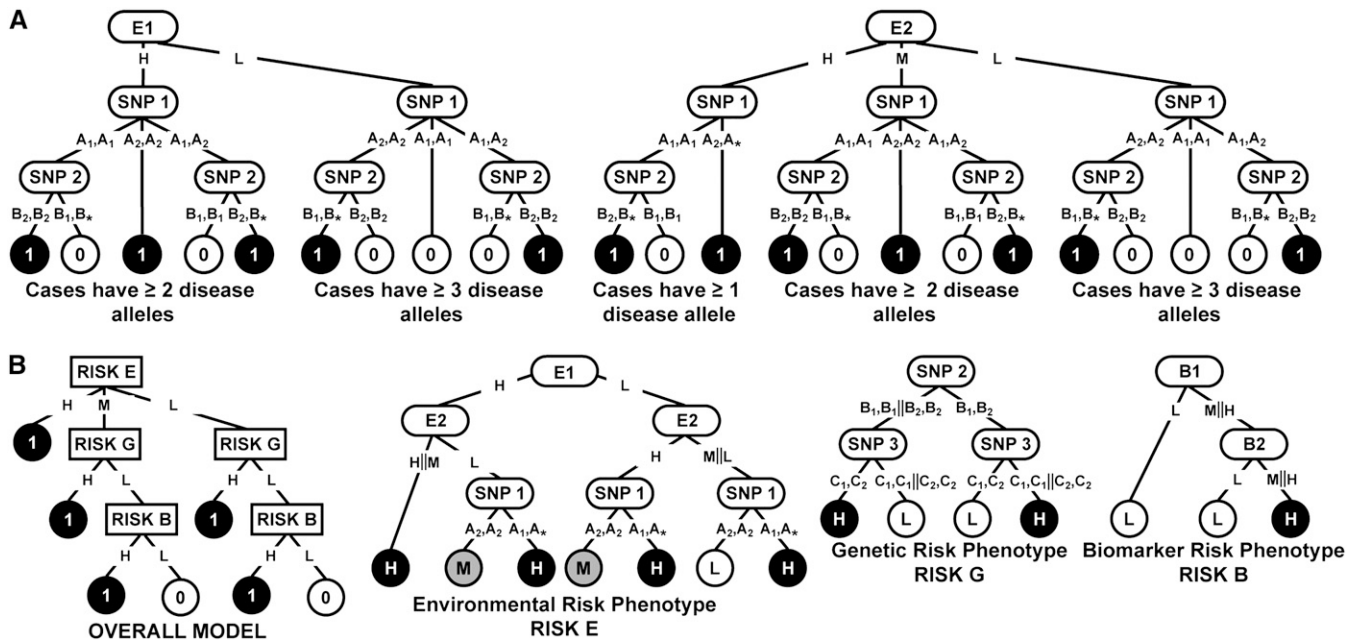 A
E1
E2
H
L
H
M
L
SNP 1
SNP 1
SNP 1
SNP 1
SNP 1
A₁,A₁ A₂,A₂ A₁,A₂
A₂,A₂ A₁,A₁ A₁,A₂
A₁,A₁ A₂,A*
A₁,A₁ A₂,A₂ A₁,A₂
A₂,A₂ A₁,A₁ A₁,A₂
SNP 2
SNP 2
SNP 2
SNP 2
SNP 2
SNP 2
SNP 2
SNP 2
SNP 2
B₂,B₂ B₁,B*
B₁,B₁ B₂,B*
B₁,B* B₂,B₂
B₁,B* B₂,B₂
B₂,B* B₁,B₁
B₂,B₂ B₁,B*
B₁,B₁ B₂,B*
B₁,B* B₂,B₂
B₁,B* B₂,B₂
1 0 1 0 1
1 0 0 0 1
1 0 1
1 0 1 0 1
1 0 0 0 1
Cases have ≥ 2 disease
alleles
Cases have ≥ 3 disease
alleles
Cases have ≥ 1
disease allele
Cases have ≥ 2 disease
alleles
Cases have ≥ 3 disease
alleles
B
RISK E
H M L
1
RISK G
RISK G
H L
H L
1
RISK B
1
RISK B
H L
H L
1 0
1 0
OVERALL MODEL
E1
H
L
E2
E2
H||M
L
H
M||L
SNP 1
SNP 1
SNP 1
A₂,A₂ A₁,A*
A₂,A₂ A₁,A*
A₂,A₂ A₁,A*
H M H M H L H
Environmental Risk Phenotype
RISK E
SNP 2
B₁,B₁||B₂,B₂ B₁,B₂
SNP 3
SNP 3
C₁,C₂ C₁,C₁||C₂,C₂
C₁,C₂ C₁,C₁||C₂,C₂
H L L H
Genetic Risk Phenotype
RISK G
B1
L
M||H
B2
L
M||H
L L H
Biomarker Risk Phenotype
RISK B